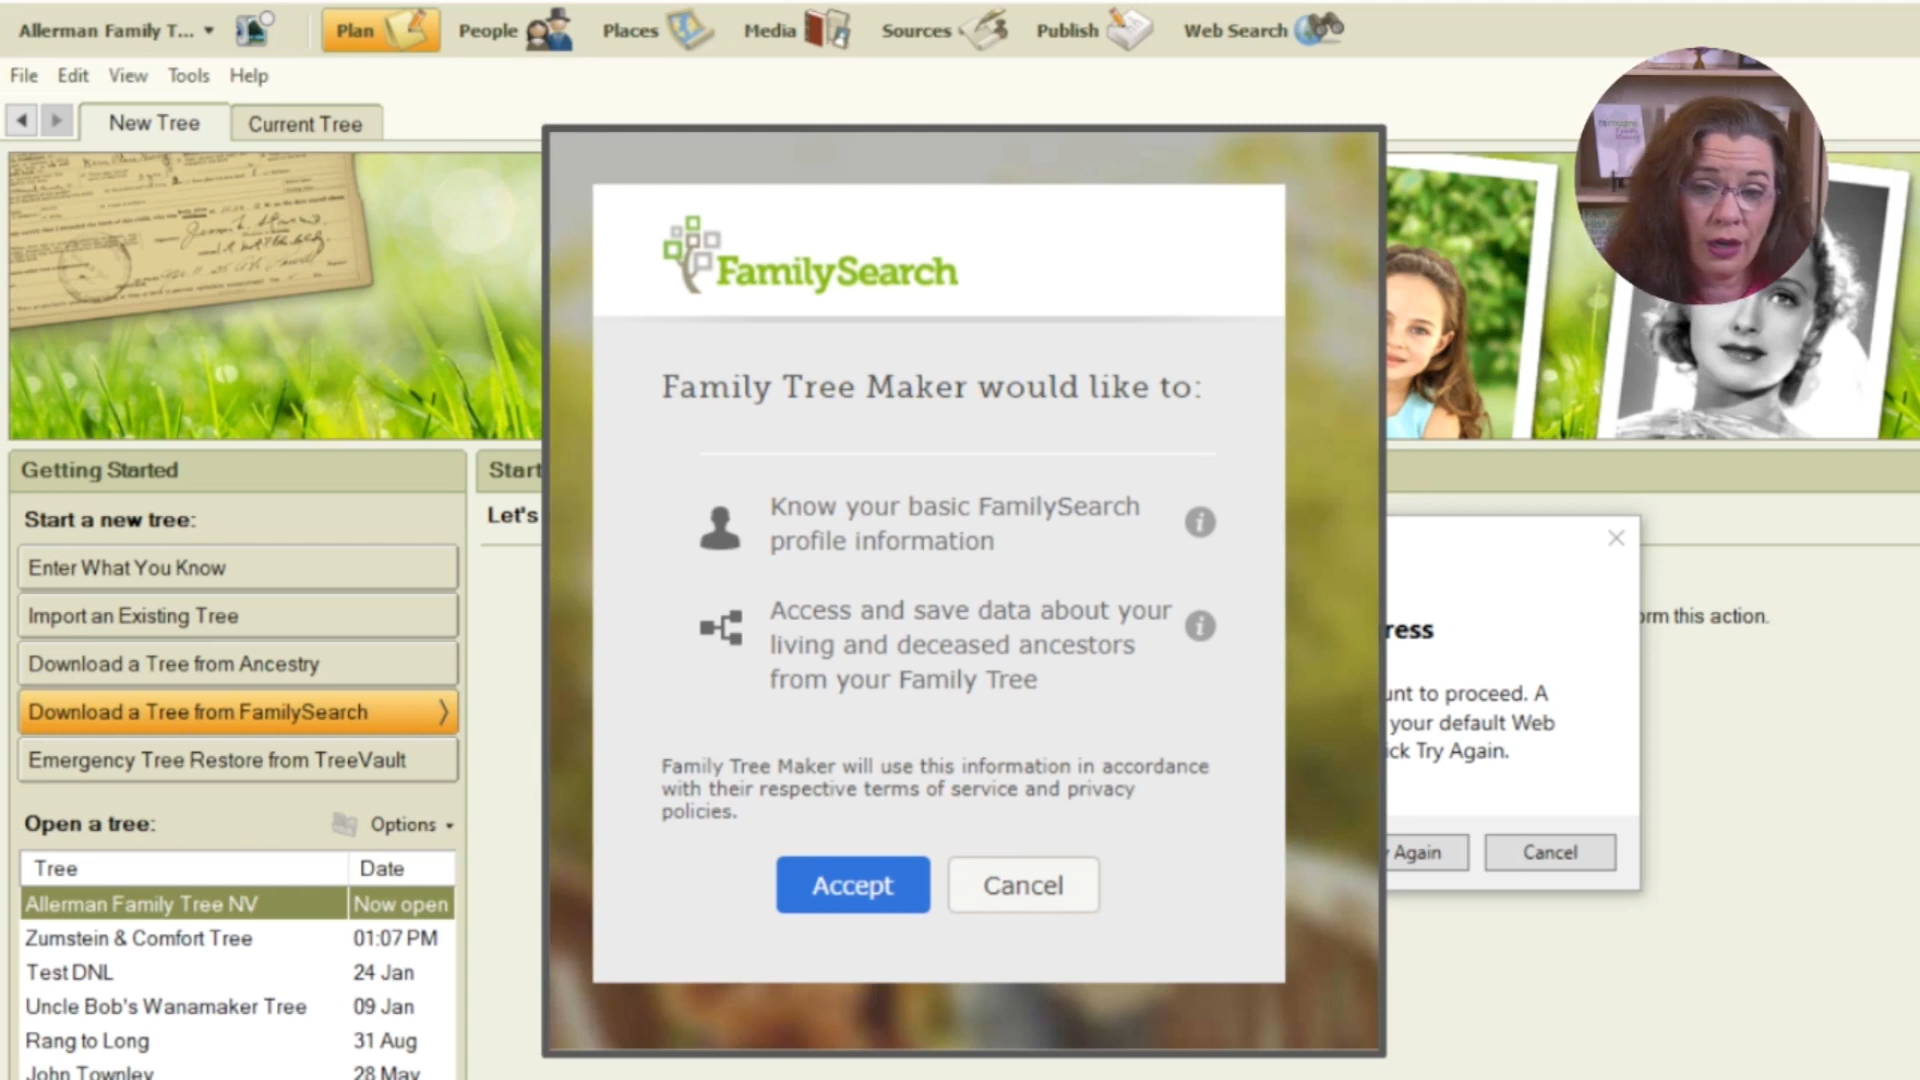 Allerman Family T...
Plan
People
Places
Media
Sources
Publish
Web Search
File Edit View Tools Help
New Tree
Current Tree
FamilySearch
Family Tree Maker would like to:
Know your basic FamilySearch
profile information
Access and save data about your
living and deceased ancestors
from your Family Tree
Family Tree Maker will use this information in accordance
with their respective terms of service and privacy
policies.
Accept
Cancel
Getting Started
Start a new tree:
Enter What You Know
Import an Existing Tree
Download a Tree from Ancestry
Download a Tree from FamilySearch
Emergency Tree Restore from TreeVault
Open a tree:
Options
Tree Date
Allerman Family Tree NV Now open
Zumstein & Comfort Tree 01:07 PM
Test DNL 24 Jan
Uncle Bob's Wanamaker Tree 09 Jan
Rang to Long 31 Aug
John Townley 28 May
Start
Let's
orm this action.
ress
unt to proceed. A
your default Web
ick Try Again.
Again
Cancel